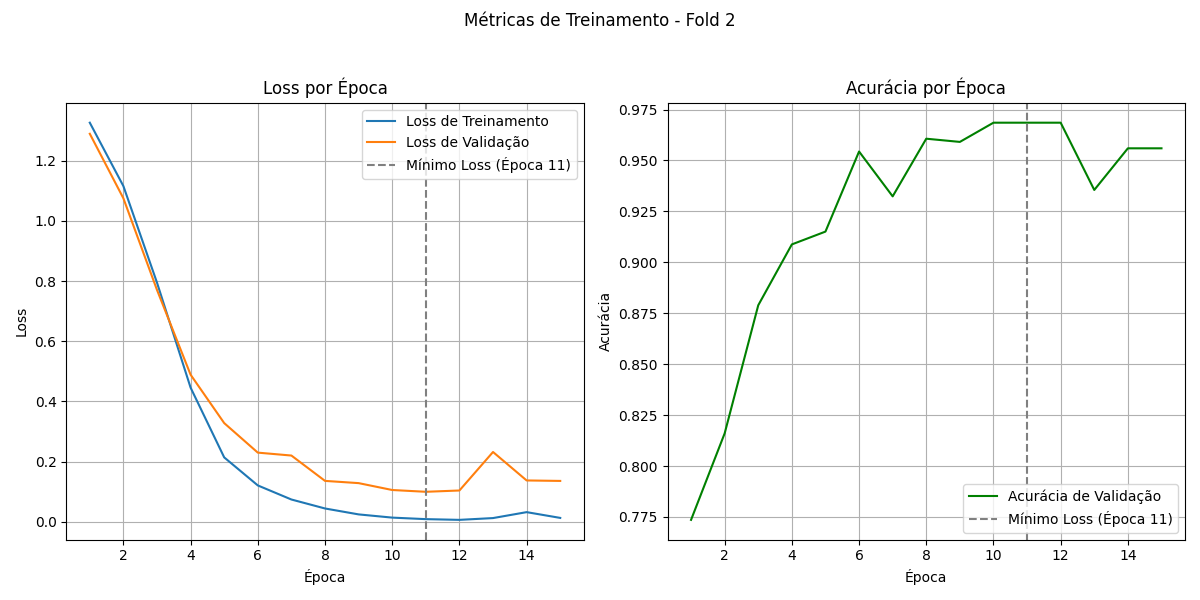 Métricas de Treinamento - Fold 2
Loss por Época
Loss de Treinamento
Loss de Validação
Mínimo Loss (Época 11)
1.2
1.0
0.8
0.6
0.4
0.2
0.0
Loss
2 4 6 8 10 12 14
Época
Acurácia por Época
0.975
0.950
0.925
0.900
0.875
0.850
0.825
0.800
0.775
Acurácia
Acurácia de Validação
Mínimo Loss (Época 11)
2 4 6 8 10 12 14
Época